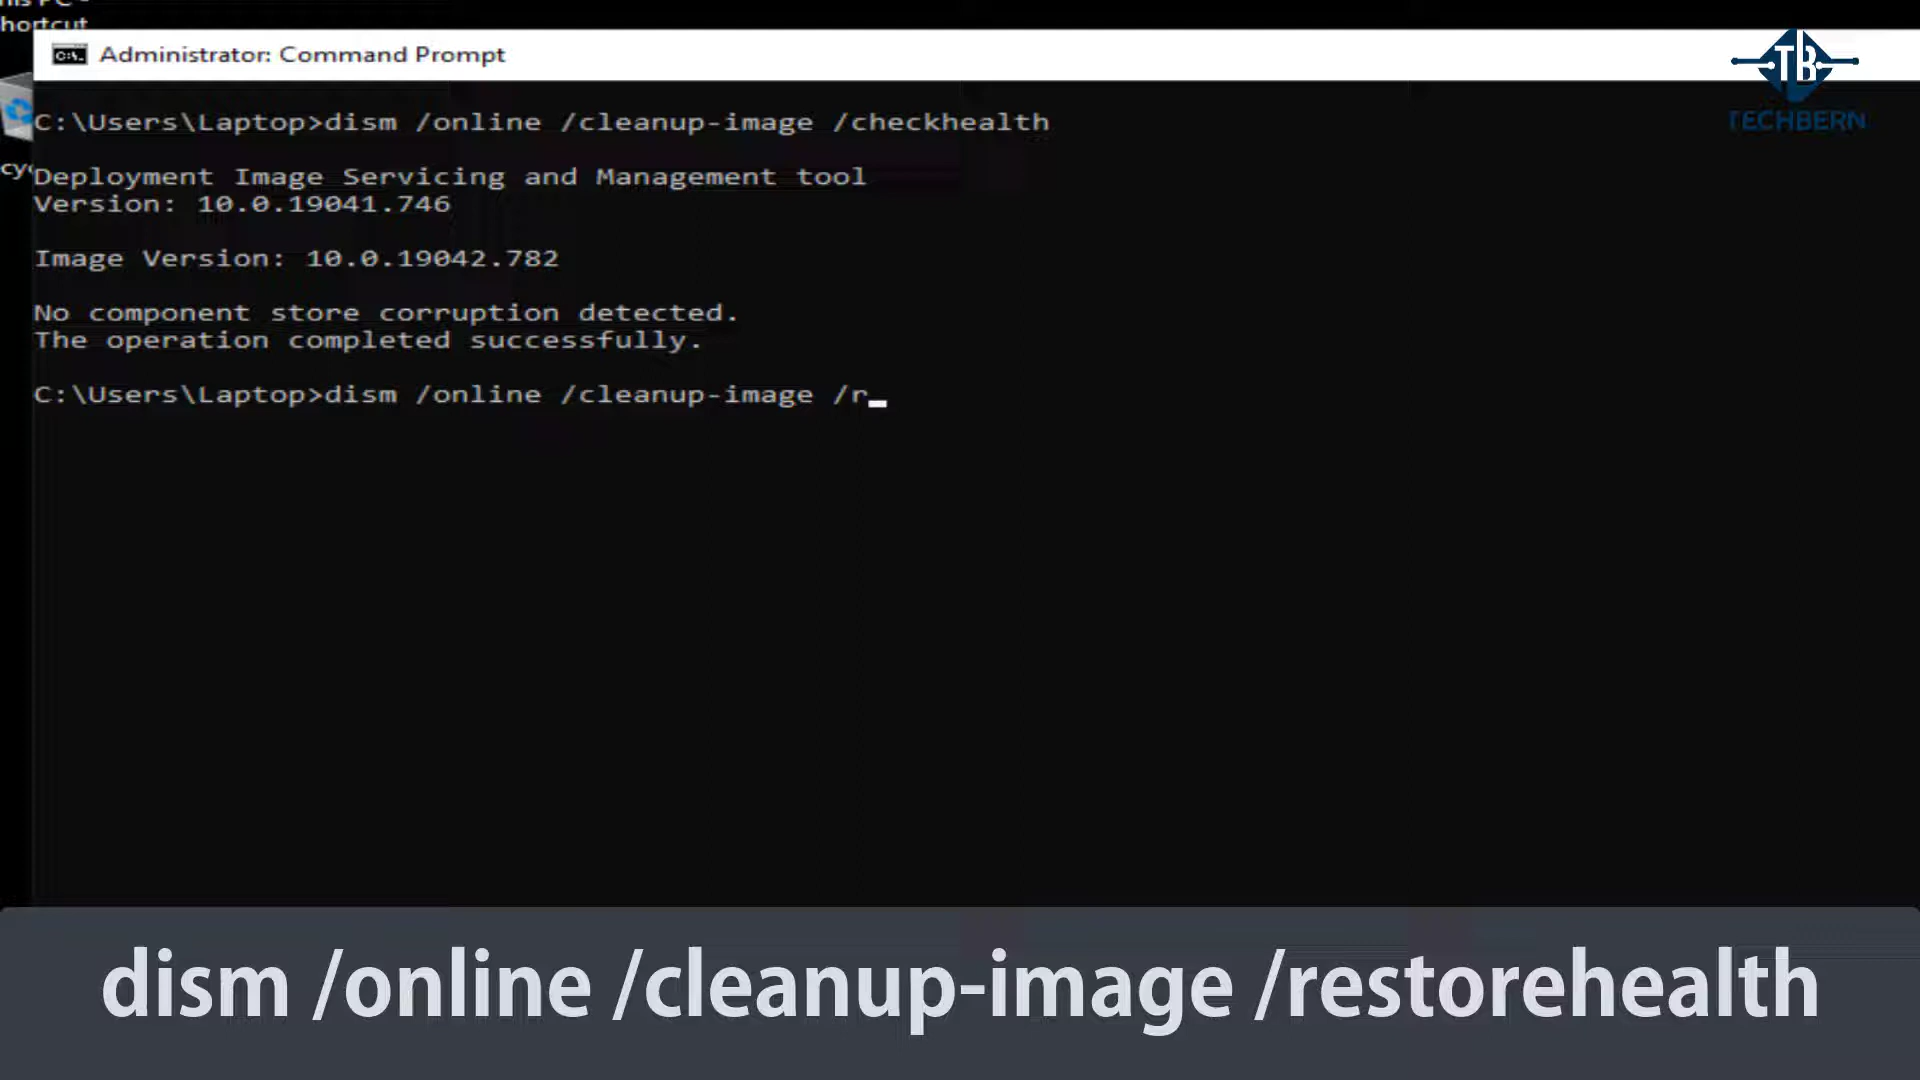 hortcut
Administrator: Command Prompt
TB
TECHBERN
C:\Users\Laptop>dism /online /cleanup-image /checkhealth
Deployment Image Servicing and Management tool
Version: 10.0.19041.746
Image Version: 10.0.19042.782
No component store corruption detected.
The operation completed successfully.
C:\Users\Laptop>dism /online /cleanup-image /r
dism /online /cleanup-image /restorehealth